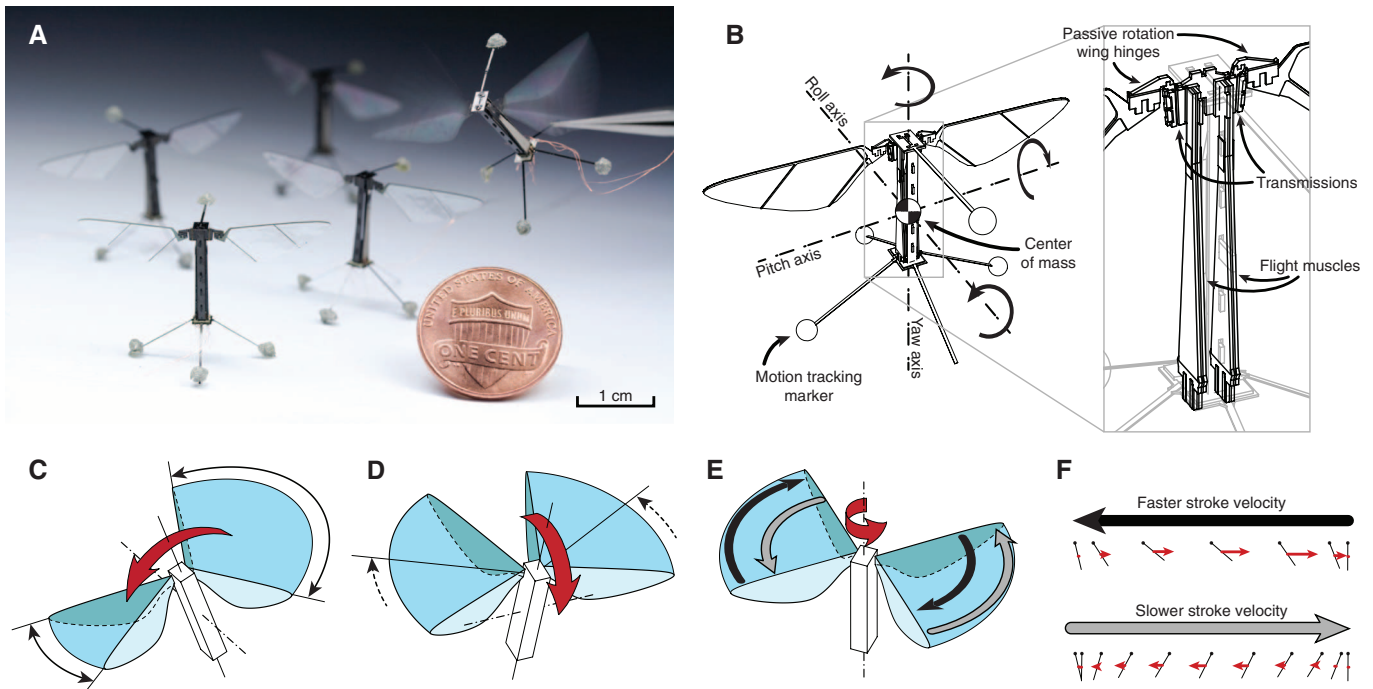 A
UNITED STATES OF AMERICA
E PLURIBUS UNUM
ONE CENT
1 cm
B
Passive rotation
wing hinges
Roll axis
Transmissions
Pitch axis
Center
of mass
Flight muscles
Yaw axis
Motion tracking
marker
C
D
E
F
Faster stroke velocity
Slower stroke velocity